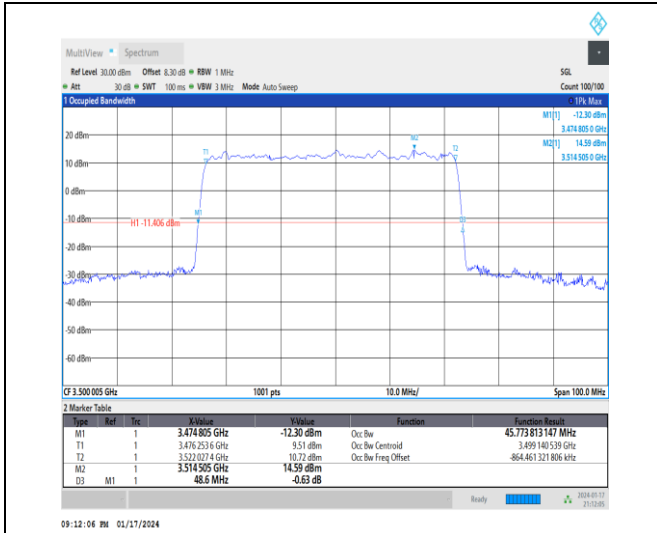 MultiView Spectrum
Ref Level 30.00 dBm Offset 8.30 dB RBW 1 MHz SGL
Att 30 dB SWT 100 ms VBW 3 MHz Mode Auto Sweep Count 100/100
1 Occupied Bandwidth 1Pk Max
M1[1] -12.30 dBm
3.474 805 0 GHz
M2[1] 14.59 dBm
3.514 505 0 GHz
20 dBm
T1 M2 T2
10 dBm
0 dBm
M1
-10 dBm
H1 -11.406 dBm
D3
-30 dBm
-40 dBm
-50 dBm
-60 dBm
CF 3.500 005 GHz 1001 pts 10.0 MHz/ Span 100.0 MHz
2 Marker Table
Type Ref Trc X-Value Y-Value Function Function Result
M1 1 3.474 805 GHz -12.30 dBm Occ Bw 45.773 813 147 MHz
T1 1 3.476 253 6 GHz 9.51 dBm Occ Bw Centroid 3.499 140 539 GHz
T2 1 3.522 027 4 GHz 10.72 dBm Occ Bw Freq Offset -864.461 321 806 kHz
M2 1 3.514 505 GHz 14.59 dBm
D3 M1 1 48.6 MHz -0.63 dB
Ready 2024-01-17
21:12:05
09:12:06 PM 01/17/2024